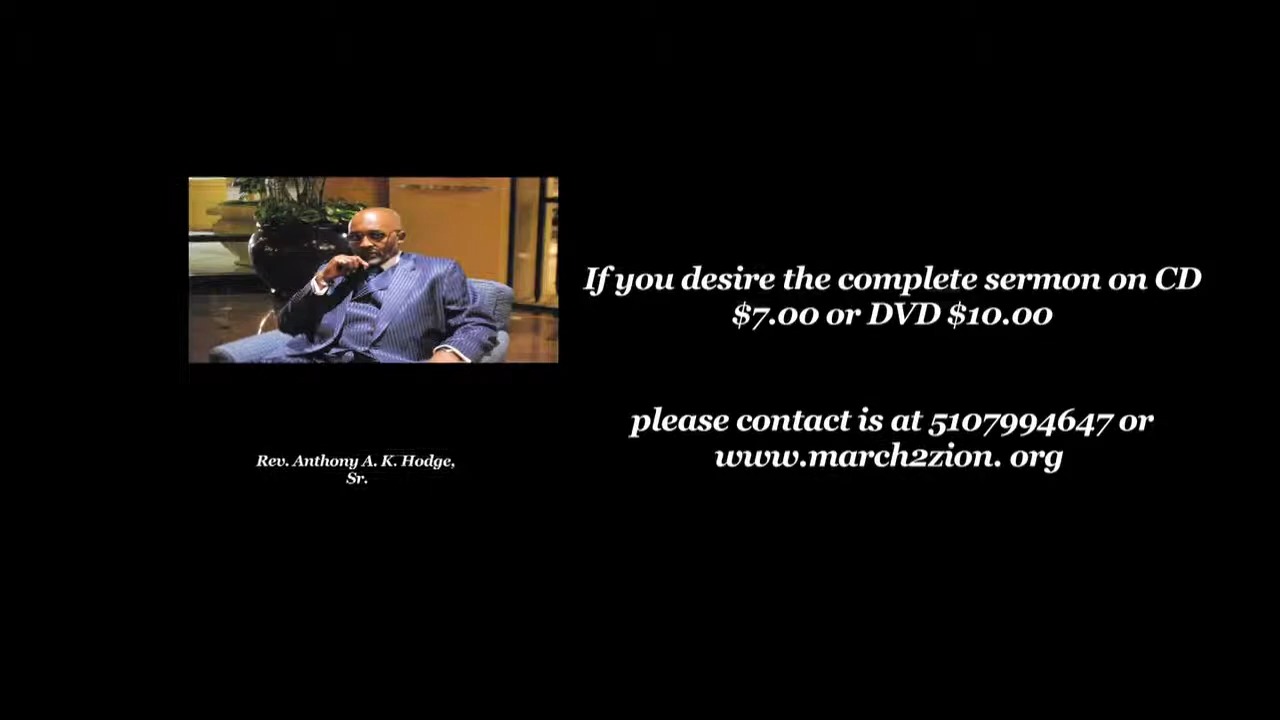 If you desire the complete sermon on CD
$7.00 or DVD $10.00
please contact is at 5107994647 or
www.march2zion. org
Rev. Anthony A. K. Hodge,
Sr.